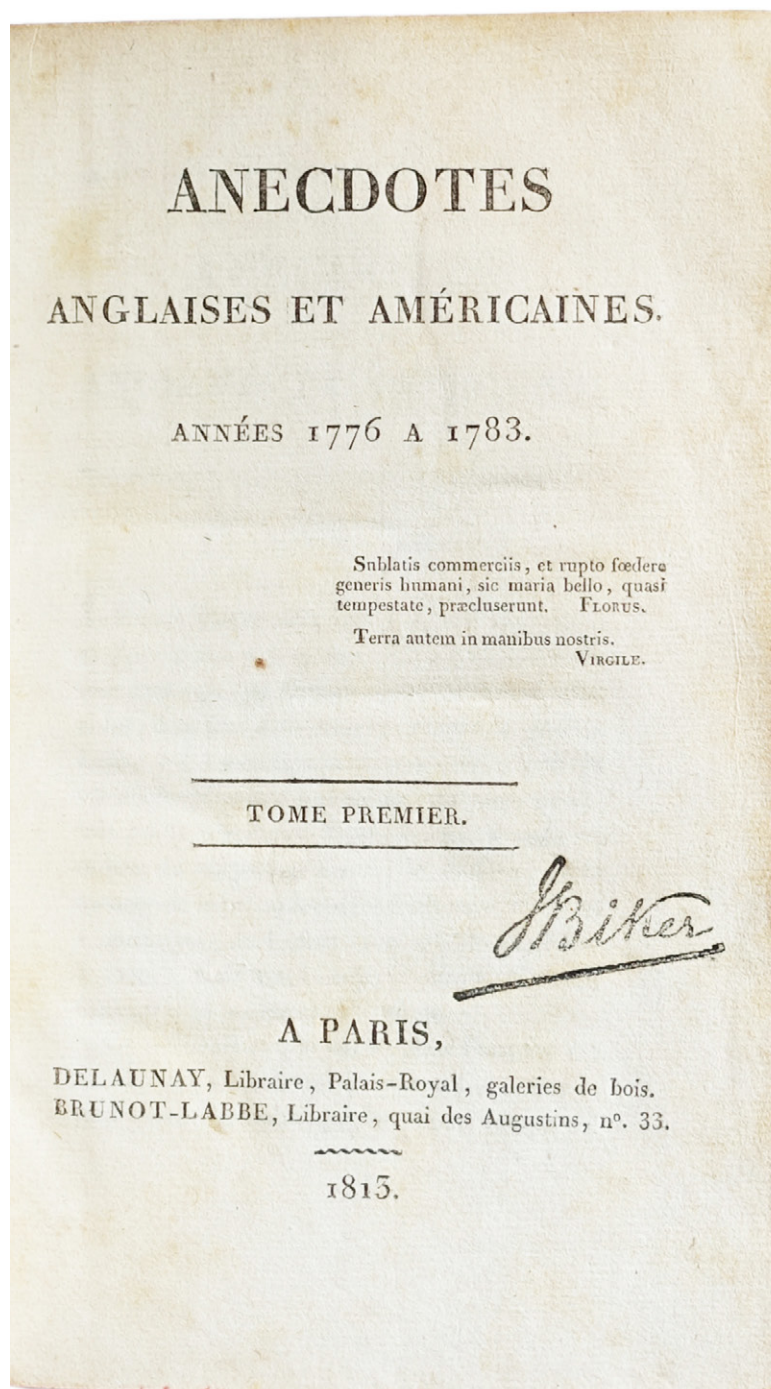 ANECDOTES
ANGLAISES ET AMÉRICAINES.
ANNÉES 1776 A 1783.
Sublatis commerciis, et rupto fœdere
generis humani, sic maria bello, quasi
tempestate, præcluserunt. FLORUS.
Terra autem in manibus nostris.
VIRGILE.
TOME PREMIER.
JBiker
A PARIS,
DELAUNAY, Libraire, Palais-Royal, galeries de bois.
BRUNOT-LABBE, Libraire, quai des Augustins, nº. 33.
1813.